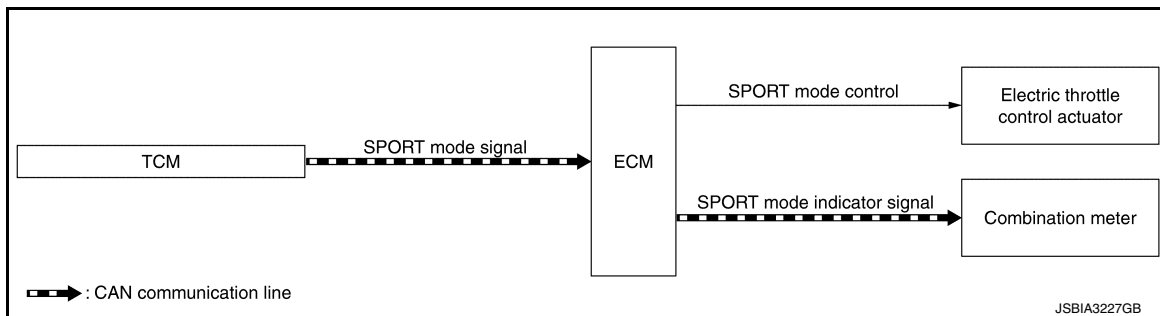 SPORT mode control
Electric throttle
control actuator
SPORT mode signal
TCM
ECM
SPORT mode indicator signal
Combination meter
: CAN communication line
JSBIA3227GB